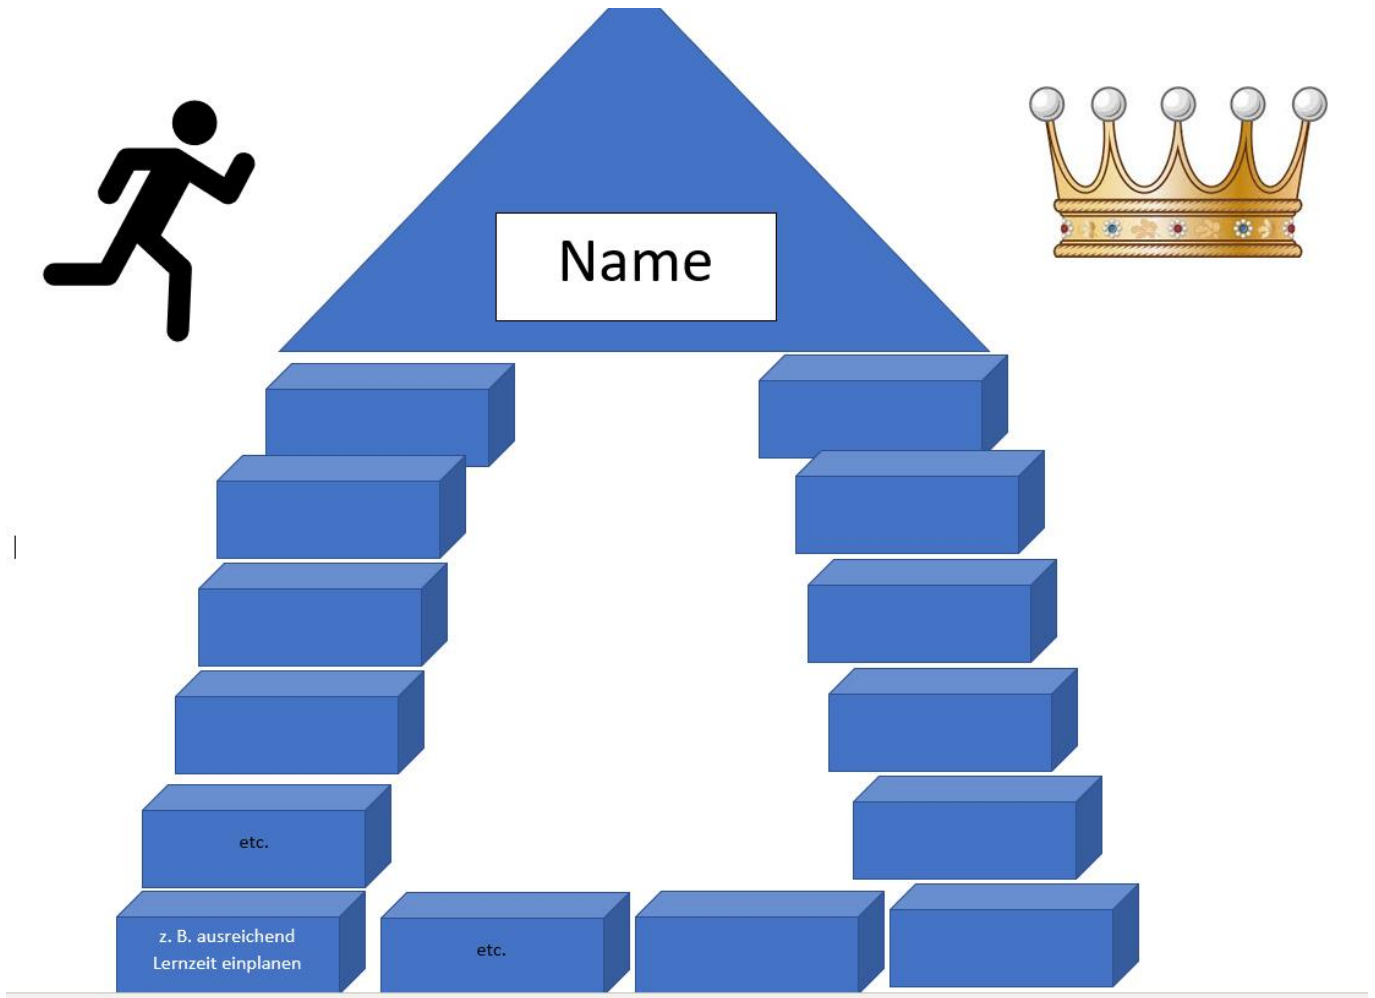 Name
etc.
z. B. ausreichend
Lernzeit einplanen
etc.